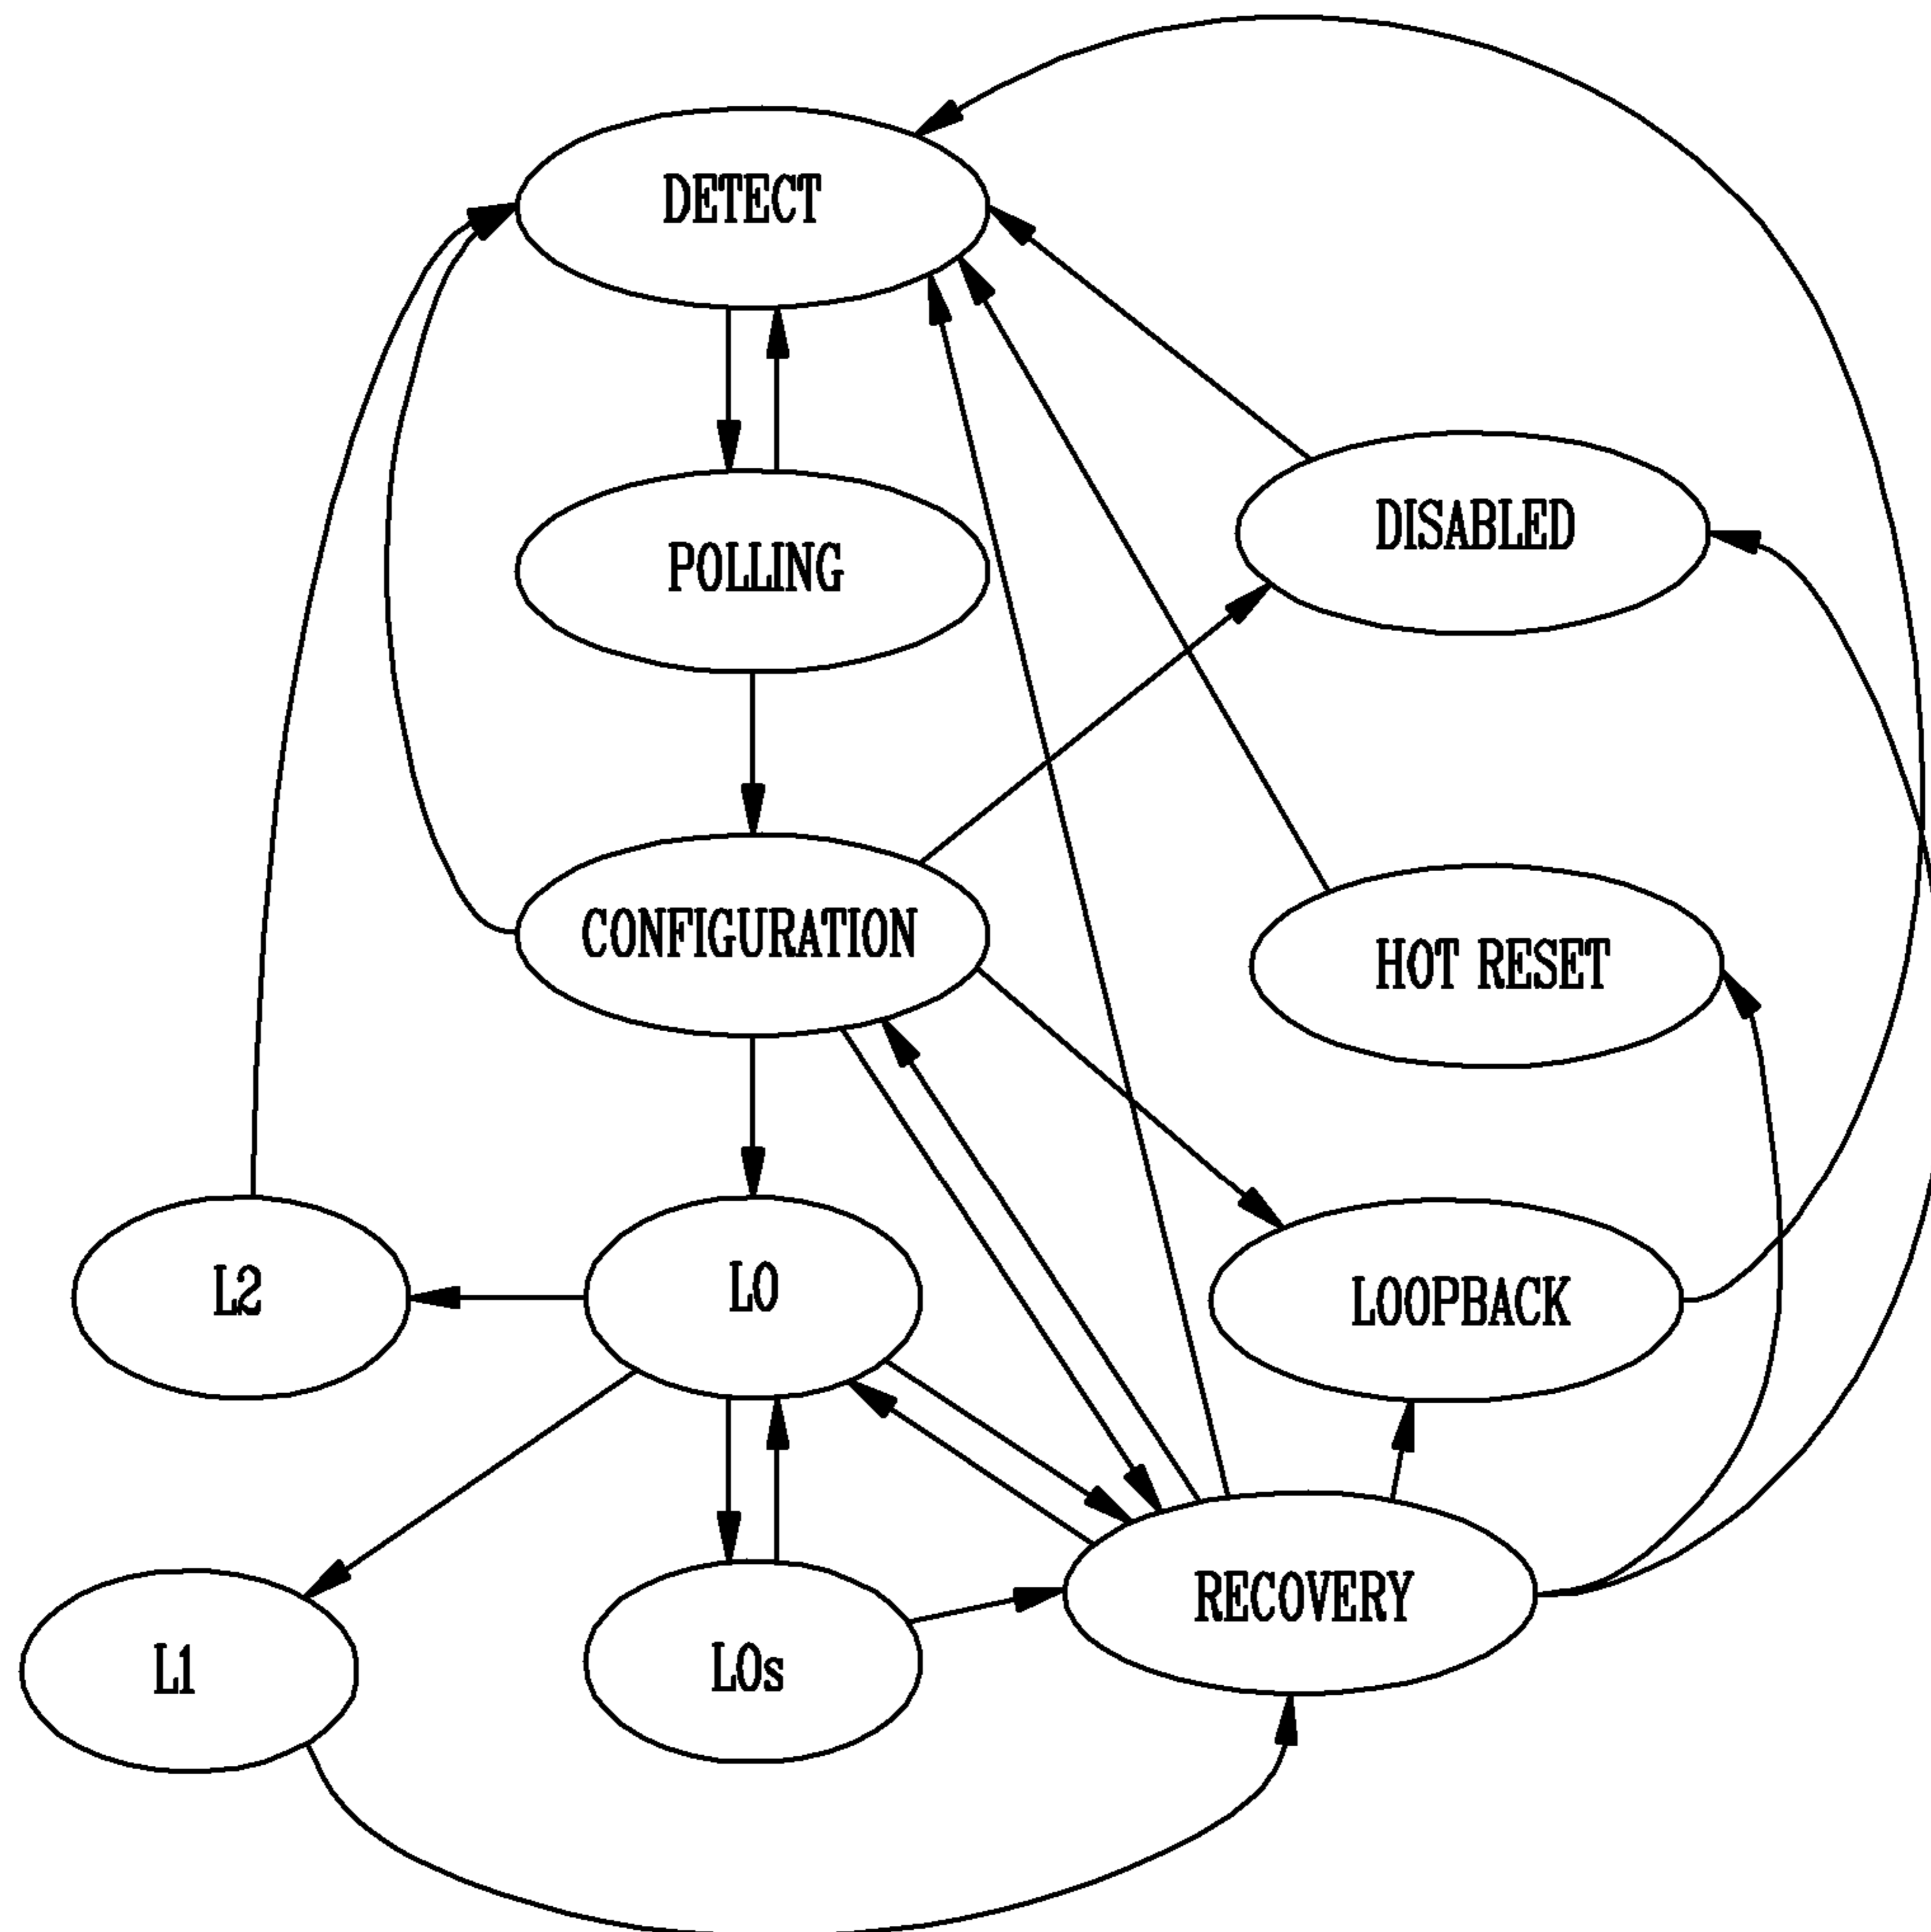 DETECT
POLLING
DISABLED
CONFIGURATION
HOT RESET
L2
L0
LOOPBACK
L1
L0s
RECOVERY